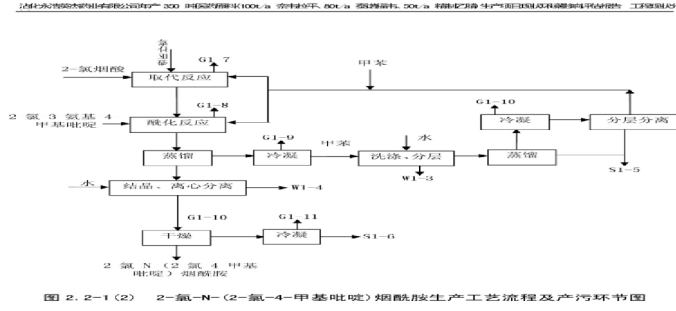 氯化亚砜
G1-7
2-氯烟酸
取代反应
甲苯
G1-8
G1-10
2 氯 3 氨基 4
甲基吡啶
酰化反应
冷凝
分层分离
G1-9
甲苯
水
蒸馏
冷凝
洗涤、分层
蒸馏
S1-5
W1-3
水
结晶、离心分离
W1-4
G1-10
G1-11
干燥
冷凝
S1-6
2 氯 N (2 氯 4 甲基
吡啶) 烟酰胺
图 2.2-1(2) 2-氯-N-(2-氯-4-甲基吡啶)烟酰胺生产工艺流程及产污环节图